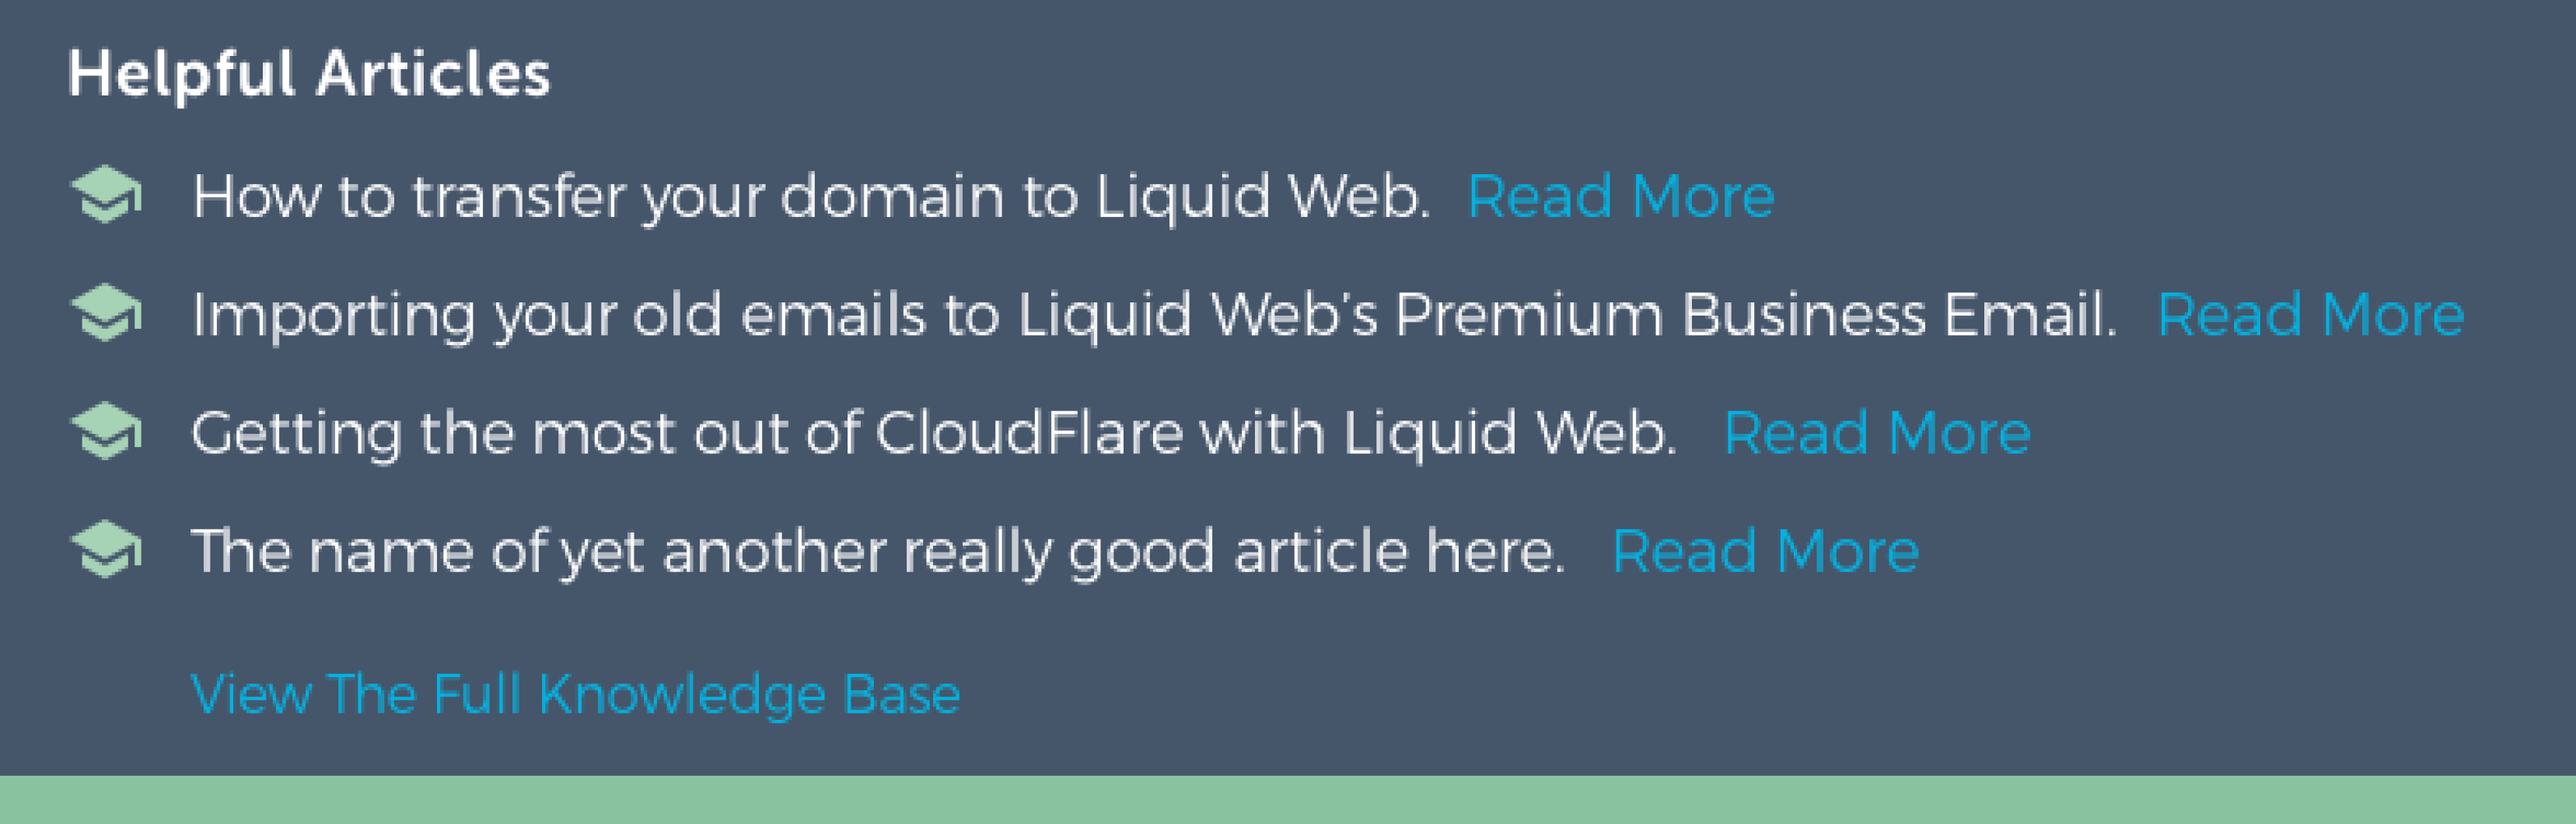 Helpful Articles
How to transfer your domain to Liquid Web. Read More
Importing your old emails to Liquid Web's Premium Business Email. Read More
Getting the most out of CloudFlare with Liquid Web. Read More
The name of yet another really good article here. Read More
View The Full Knowledge Base